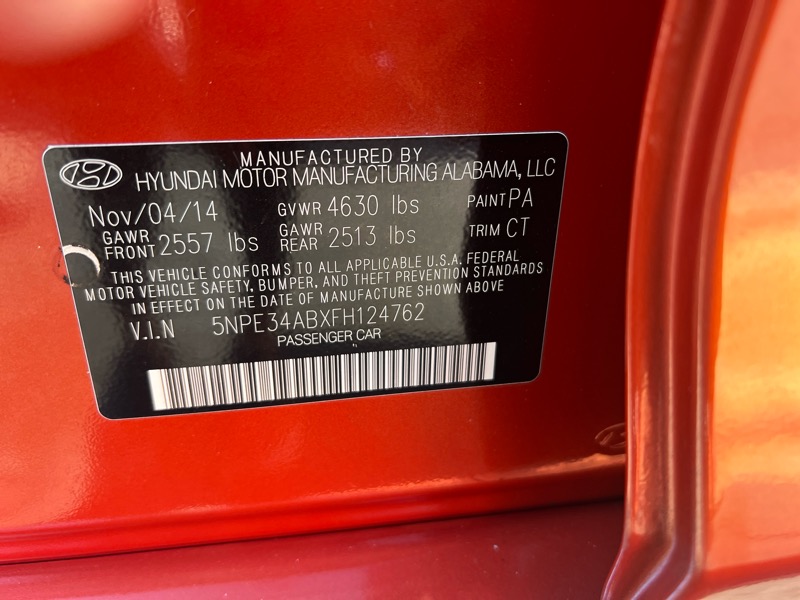 MANUFACTURED BY
HYUNDAI MOTOR MANUFACTURING ALABAMA, LLC
Nov/04/14 GVWR 4630 lbs PAINT PA
GAWR FRONT 2557 lbs GAWR REAR 2513 lbs TRIM CT
THIS VEHICLE CONFORMS TO ALL APPLICABLE U.S.A. FEDERAL
MOTOR VEHICLE SAFETY, BUMPER, AND THEFT PREVENTION STANDARDS
IN EFFECT ON THE DATE OF MANUFACTURE SHOWN ABOVE
V.I.N 5NPE34ABXFH124762
PASSENGER CAR